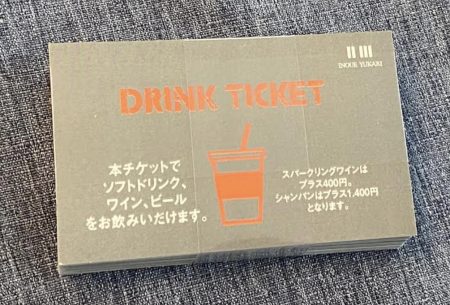 INOUE YUKARI
DRINK TICKET
本チケットで
ソフトドリンク、
ワイン、ビール
をお飲みいだけます。
スパークリングワインは
プラス400円。
シャンパンはプラス1,400円
となります。